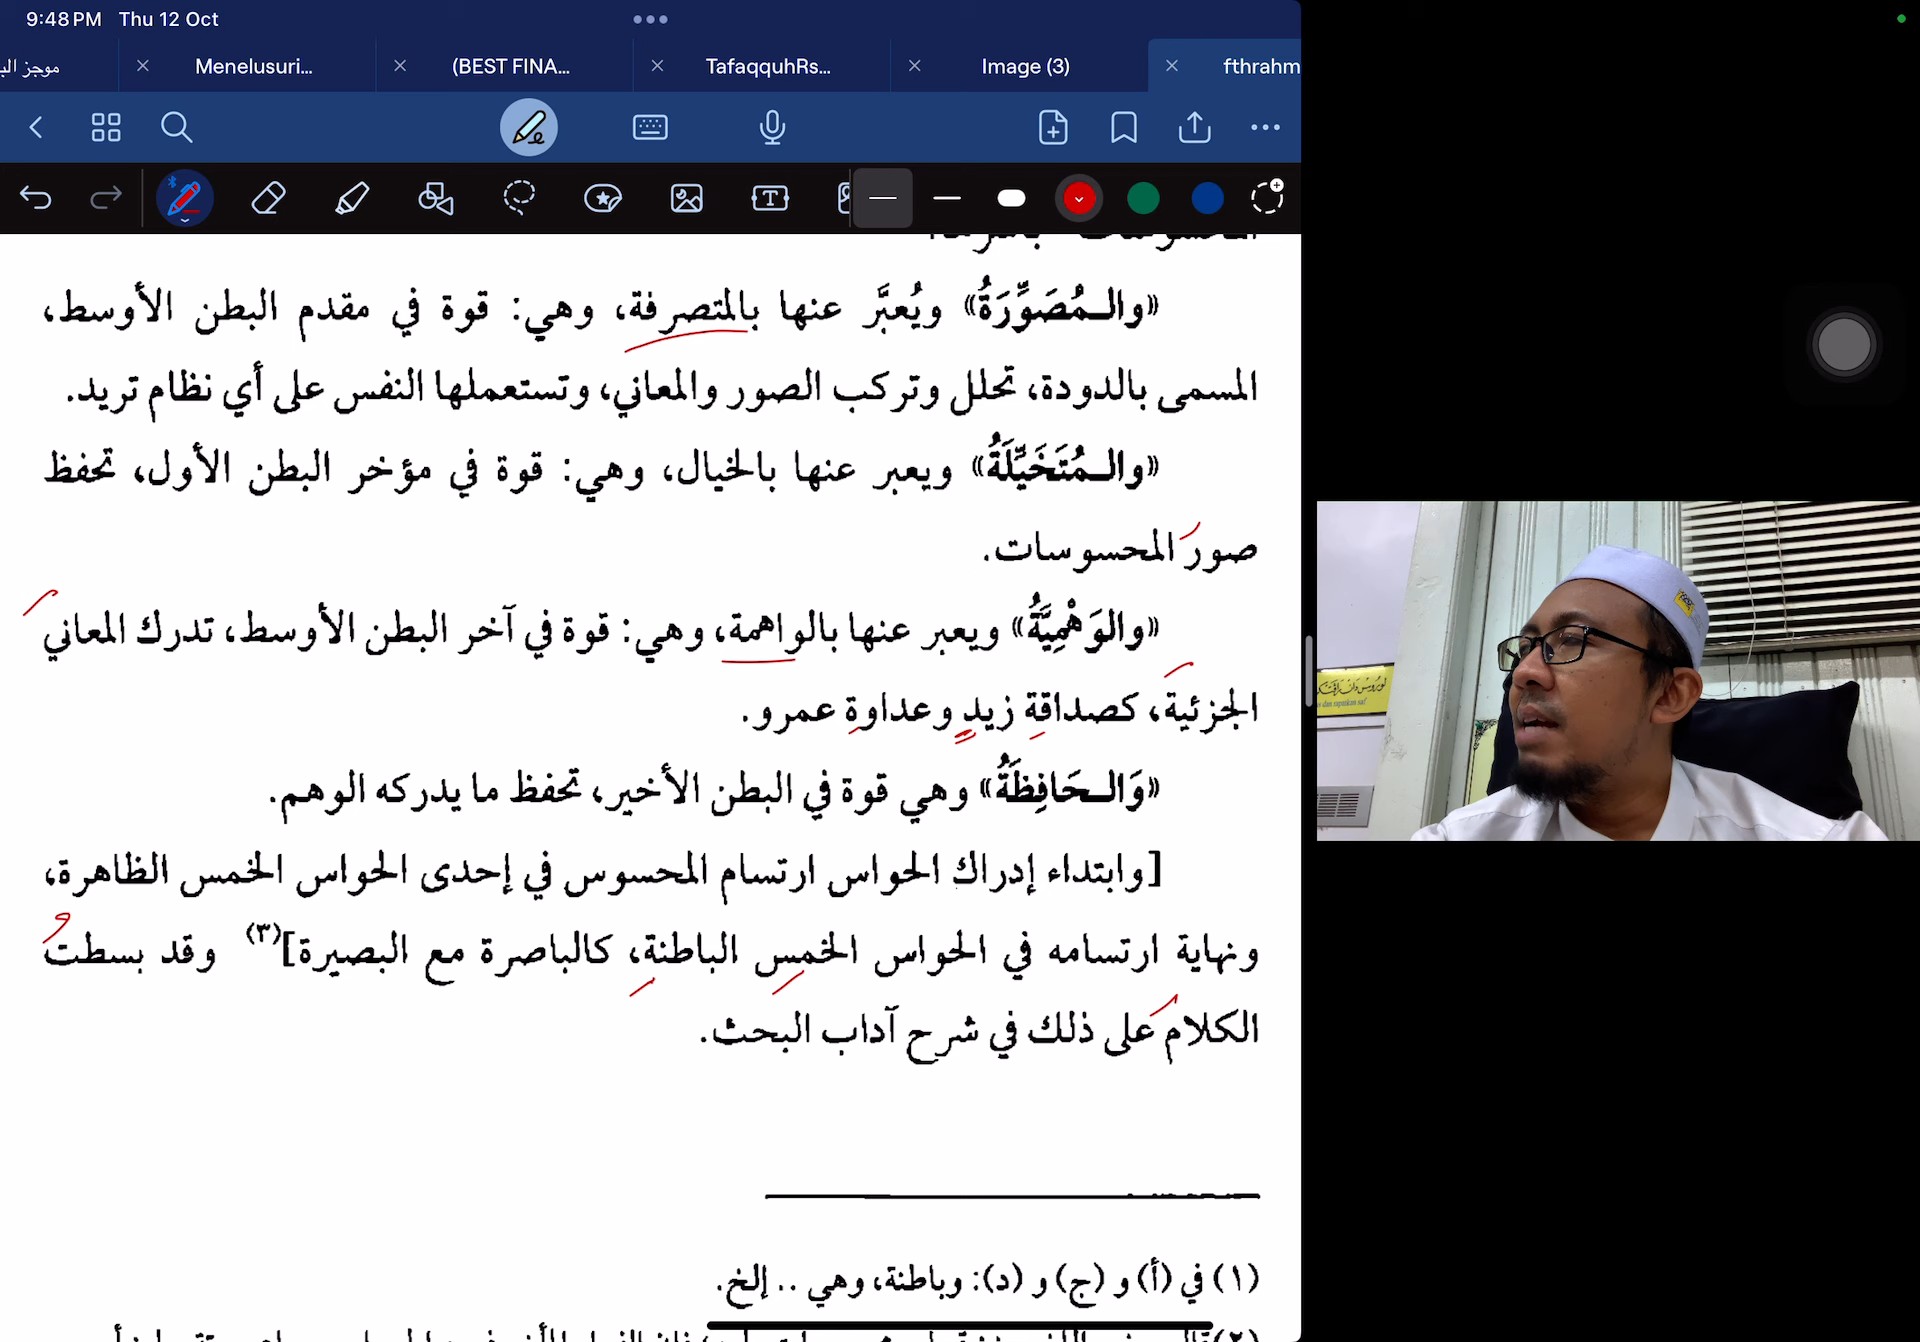 9:48 PM Thu 12 Oct
Menelusuri...
(BEST FINA...
TafaqquhRs...
Image (3)
fthrahm
«والـمُصَوِّرَةُ» ويُعبَّر عنها بالمتصرفة، وهي: قوة في مقدم البطن الأوسط،
المسمى بالدودة، تحلل وتركب الصور والمعاني، وتستعملها النفس على أي نظام تريد.
«والـمُتَخَيِّلَةُ» ويعبر عنها بالخيال، وهي: قوة في مؤخر البطن الأول، تحفظ
صورَ المحسوسات.
«والوَهْمِيَّةُ» ويعبر عنها بالواهمة، وهي: قوة في آخر البطن الأوسط، تدرك المعاني
الجزئية، كصداقة زيد وعداوة عمرو.
«وَالـحَافِظَةُ» وهي قوة في البطن الأخير، تحفظ ما يدركه الوهم.
[وابتداء إدراك الحواس ارتسام المحسوس في إحدى الحواس الخمس الظاهرة،
ونهاية ارتسامه في الحواس الخمس الباطنة، كالباصرة مع البصيرة](٣) وقد بسطتُ
الكلامَ على ذلك في شرح آداب البحث.
(١) في (أ) و (ج) و (د): وباطنة، وهي .. إلخ.